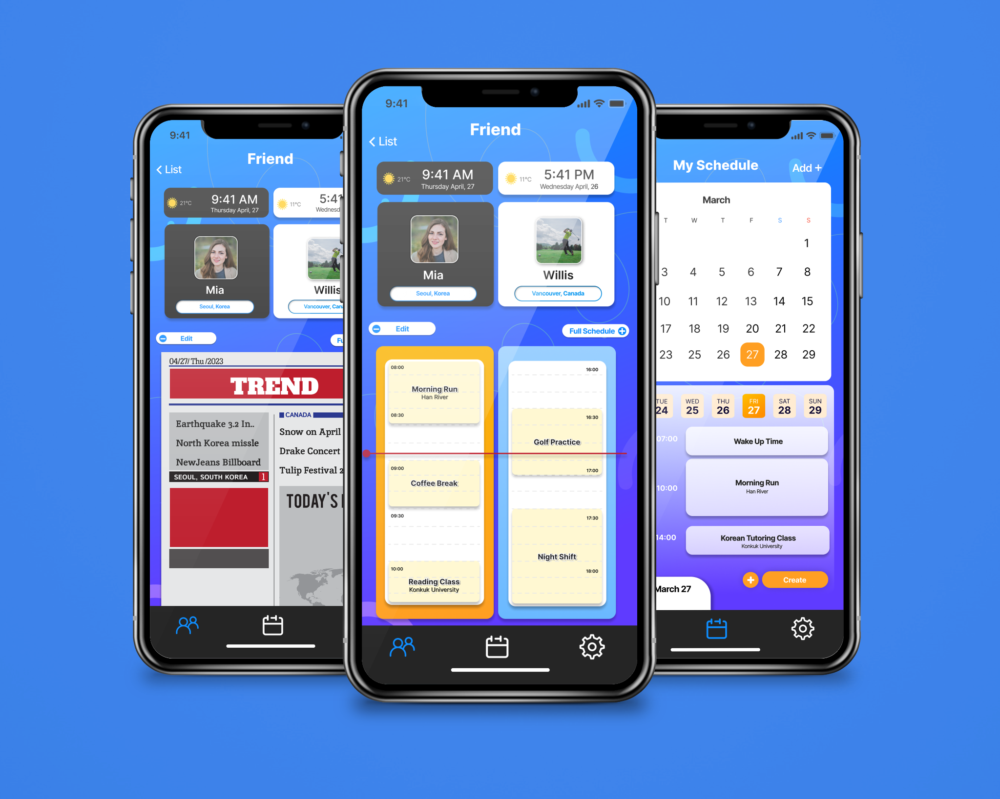 9:41
Friend
List
21°C
9:41 AM
Thursday April, 27
11°C
5:41
Mia
Seoul, Korea
Willis
Vancouver,
Edit
04/27/ Thu /2023
TREND
Earthquake 3.2 In..
North Korea missle
NewJeans Billboard
SEOUL, SOUTH KOREA 1
CANADA
Snow on April
Drake Concert
Tulip Festival
TODAY'S
9:41
Friend
List
21°C
9:41 AM
Thursday April, 27
11°C
5:41 PM
Wednesday April, 26
Mia
Seoul, Korea
Willis
Vancouver, Canada
Edit
Full Schedule
08:00
Morning Run
Han River
08:30
09:00
Coffee Break
09:30
10:00
Reading Class
Konkuk University
16:00
16:30
Golf Practice
17:00
17:30
Night Shift
18:00
My Schedule
Add +
March
T W T F S S
1
3 4 5 6 7 8
10 11 12 13 14 15
17 18 19 20 21 22
23 25 26 27 28 29
TUE WED THU FRI SAT SUN
24 25 26 27 28 29
07:00
Wake Up Time
10:00
Morning Run
Han River
14:00
Korean Tutoring Class
Konkuk University
Create
March 27